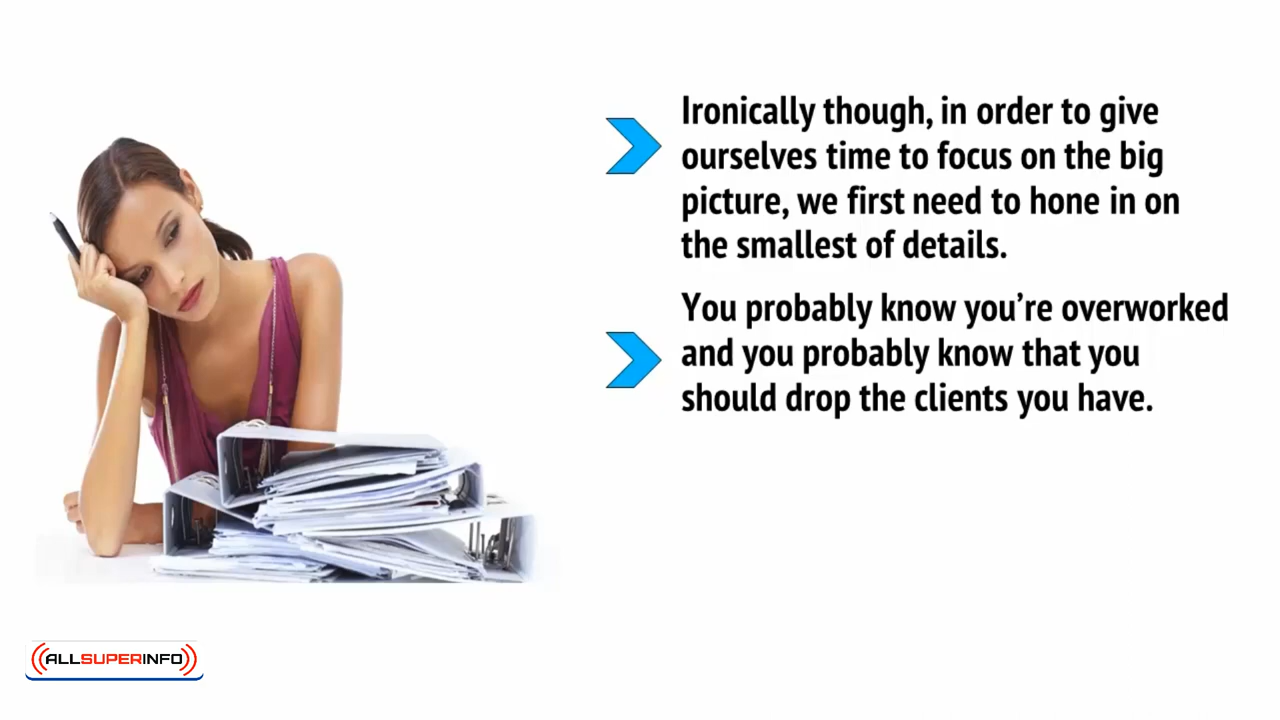 Ironically though, in order to give
ourselves time to focus on the big
picture, we first need to hone in on
the smallest of details.
You probably know you're overworked
and you probably know that you
should drop the clients you have.
ALLSUPERINFO